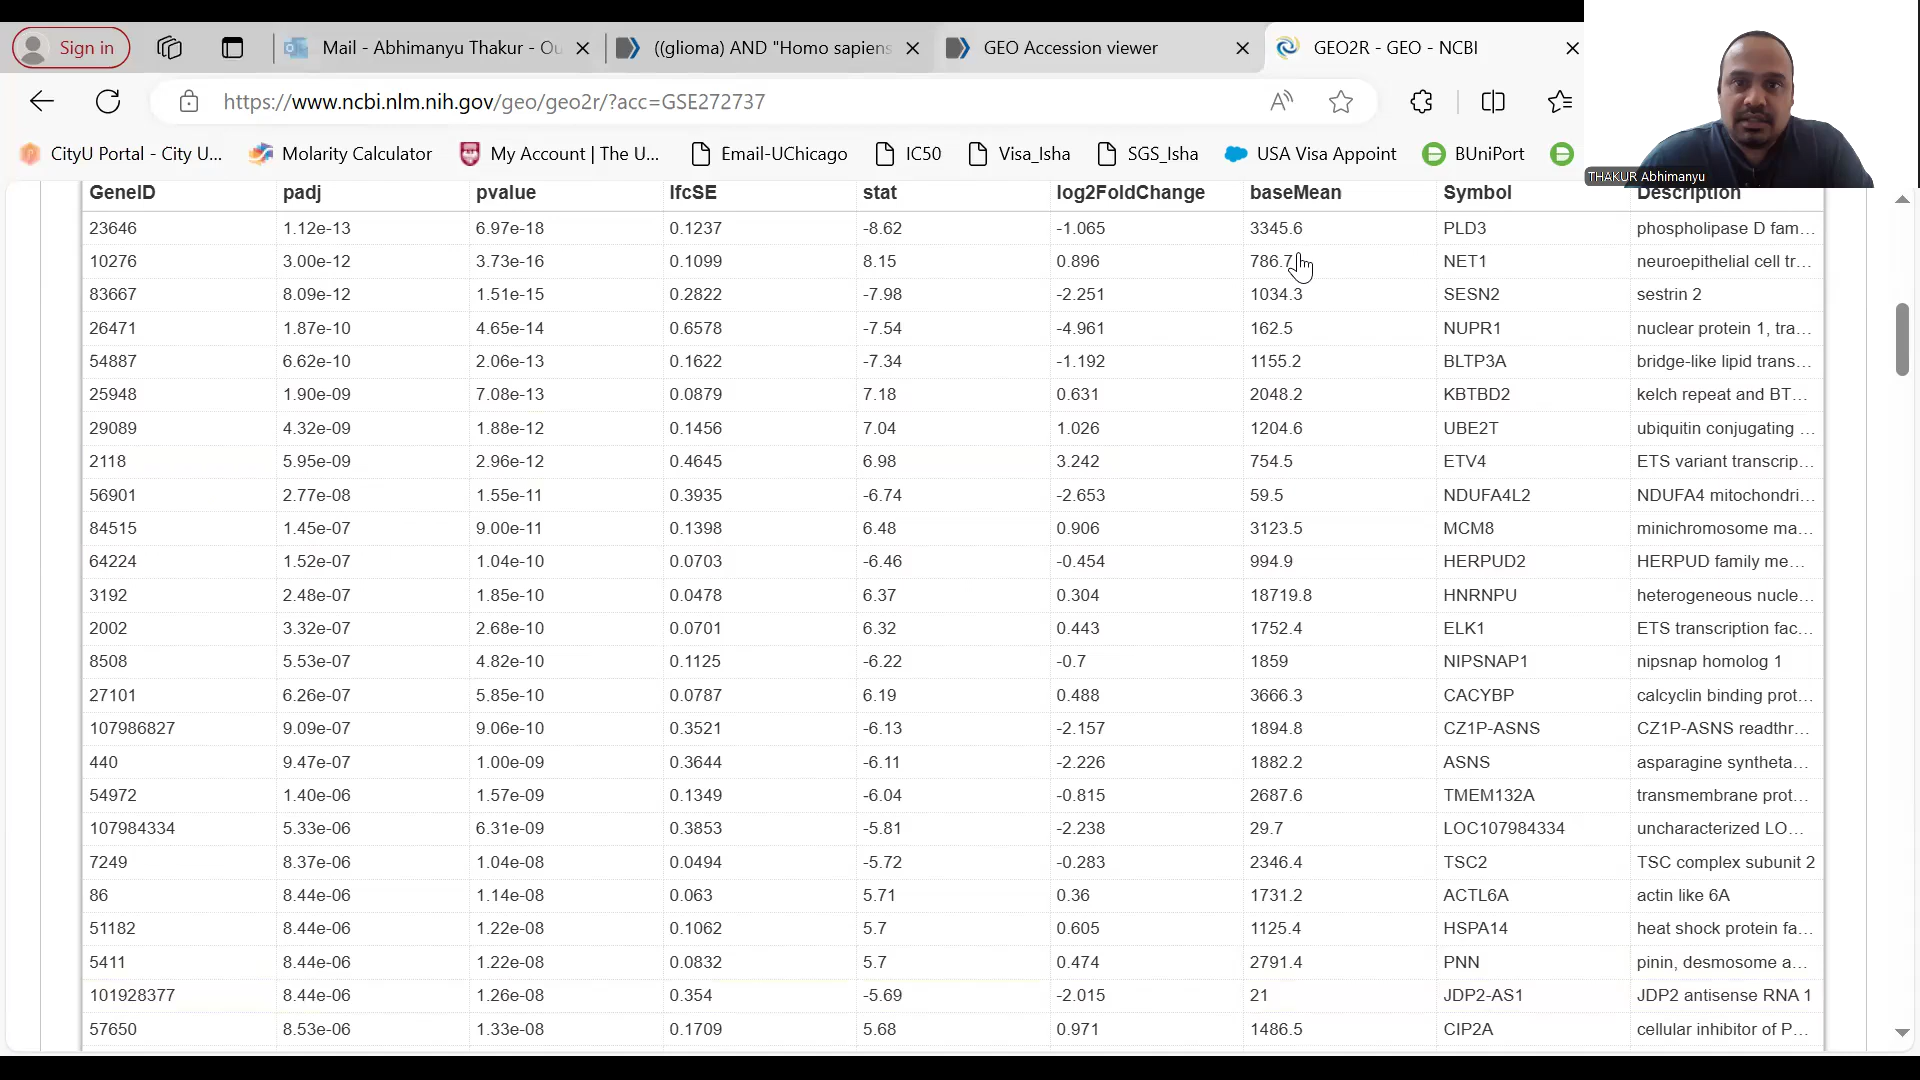 Sign in
Mail - Abhimanyu Thakur - Ou
((glioma) AND "Homo sapiens
GEO Accession viewer
GEO2R - GEO - NCBI
https://www.ncbi.nlm.nih.gov/geo/geo2r/?acc=GSE272737
CityU Portal - City U... Molarity Calculator My Account | The U... Email-UChicago IC50 Visa_Isha SGS_Isha USA Visa Appoint BUniPort
THAKUR Abhimanyu
GeneID padj pvalue lfcSE stat log2FoldChange baseMean Symbol Description
23646 1.12e-13 6.97e-18 0.1237 -8.62 -1.065 3345.6 PLD3 phospholipase D fam...
10276 3.00e-12 3.73e-16 0.1099 8.15 0.896 786.7 NET1 neuroepithelial cell tr...
83667 8.09e-12 1.51e-15 0.2822 -7.98 -2.251 1034.3 SESN2 sestrin 2
26471 1.87e-10 4.65e-14 0.6578 -7.54 -4.961 162.5 NUPR1 nuclear protein 1, tra...
54887 6.62e-10 2.06e-13 0.1622 -7.34 -1.192 1155.2 BLTP3A bridge-like lipid trans...
25948 1.90e-09 7.08e-13 0.0879 7.18 0.631 2048.2 KBTBD2 kelch repeat and BT...
29089 4.32e-09 1.88e-12 0.1456 7.04 1.026 1204.6 UBE2T ubiquitin conjugating ...
2118 5.95e-09 2.96e-12 0.4645 6.98 3.242 754.5 ETV4 ETS variant transcrip...
56901 2.77e-08 1.55e-11 0.3935 -6.74 -2.653 59.5 NDUFA4L2 NDUFA4 mitochondri...
84515 1.45e-07 9.00e-11 0.1398 6.48 0.906 3123.5 MCM8 minichromosome ma...
64224 1.52e-07 1.04e-10 0.0703 -6.46 -0.454 994.9 HERPUD2 HERPUD family me...
3192 2.48e-07 1.85e-10 0.0478 6.37 0.304 18719.8 HNRNPU heterogeneous nucle...
2002 3.32e-07 2.68e-10 0.0701 6.32 0.443 1752.4 ELK1 ETS transcription fac...
8508 5.53e-07 4.82e-10 0.1125 -6.22 -0.7 1859 NIPSNAP1 nipsnap homolog 1
27101 6.26e-07 5.85e-10 0.0787 6.19 0.488 3666.3 CACYBP calcyclin binding prot...
107986827 9.09e-07 9.06e-10 0.3521 -6.13 -2.157 1894.8 CZ1P-ASNS CZ1P-ASNS readthr...
440 9.47e-07 1.00e-09 0.3644 -6.11 -2.226 1882.2 ASNS asparagine syntheta...
54972 1.40e-06 1.57e-09 0.1349 -6.04 -0.815 2687.6 TMEM132A transmembrane prot...
107984334 5.33e-06 6.31e-09 0.3853 -5.81 -2.238 29.7 LOC107984334 uncharacterized LO...
7249 8.37e-06 1.04e-08 0.0494 -5.72 -0.283 2346.4 TSC2 TSC complex subunit 2
86 8.44e-06 1.14e-08 0.063 5.71 0.36 1731.2 ACTL6A actin like 6A
51182 8.44e-06 1.22e-08 0.1062 5.7 0.605 1125.4 HSPA14 heat shock protein fa...
5411 8.44e-06 1.22e-08 0.0832 5.7 0.474 2791.4 PNN pinin, desmosome a...
101928377 8.44e-06 1.26e-08 0.354 -5.69 -2.015 21 JDP2-AS1 JDP2 antisense RNA 1
57650 8.53e-06 1.33e-08 0.1709 5.68 0.971 1486.5 CIP2A cellular inhibitor of P...